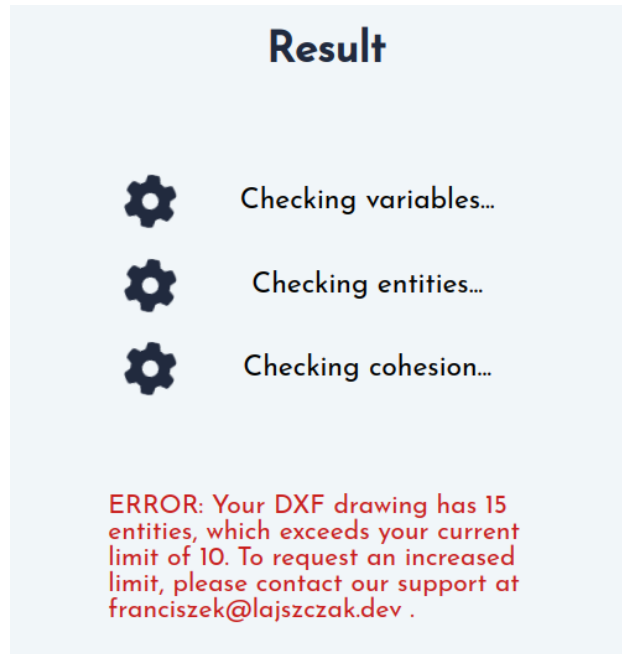 Result
Checking variables...
Checking entities...
Checking cohesion...
ERROR: Your DXF drawing has 15
entities, which exceeds your current
limit of 10. To request an increased
limit, please contact our support at
franciszek@lajszczak.dev .